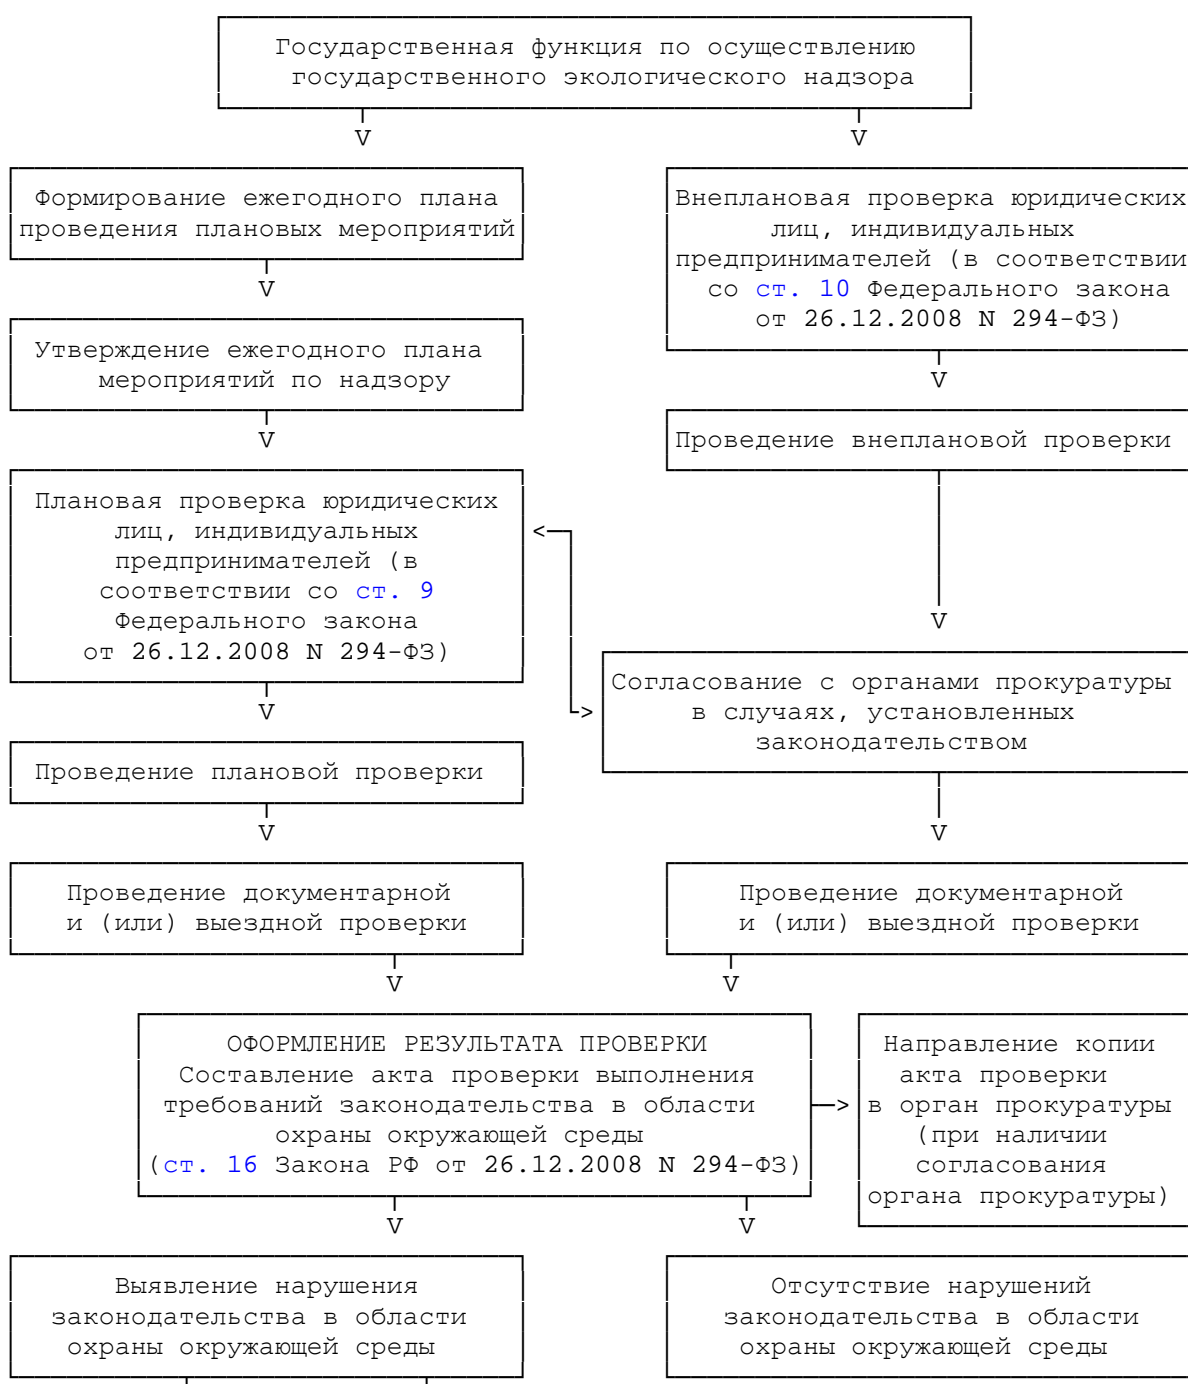 Государственная функция по осуществлению
государственного экологического надзора
V
V
Формирование ежегодного плана
проведения плановых мероприятий
V
Утверждение ежегодного плана
мероприятий по надзору
V
Плановая проверка юридических
лиц, индивидуальных
предпринимателей (в
соответствии со ст. 9
Федерального закона
от 26.12.2008 N 294-ФЗ)
V
Проведение плановой проверки
V
Проведение документарной
и (или) выездной проверки
V
Внеплановая проверка юридических
лиц, индивидуальных
предпринимателей (в соответствии
со ст. 10 Федерального закона
от 26.12.2008 N 294-ФЗ)
V
Проведение внеплановой проверки
V
<
>
Согласование с органами прокуратуры
в случаях, установленных
законодательством
V
Проведение документарной
и (или) выездной проверки
V
ОФОРМЛЕНИЕ РЕЗУЛЬТАТА ПРОВЕРКИ
Составление акта проверки выполнения
требований законодательства в области
охраны окружающей среды
(ст. 16 Закона РФ от 26.12.2008 N 294-ФЗ)
>
Направление копии
акта проверки
в орган прокуратуры
(при наличии
согласования
органа прокуратуры)
V
V
Выявление нарушения
законодательства в области
охраны окружающей среды
Отсутствие нарушений
законодательства в области
охраны окружающей среды